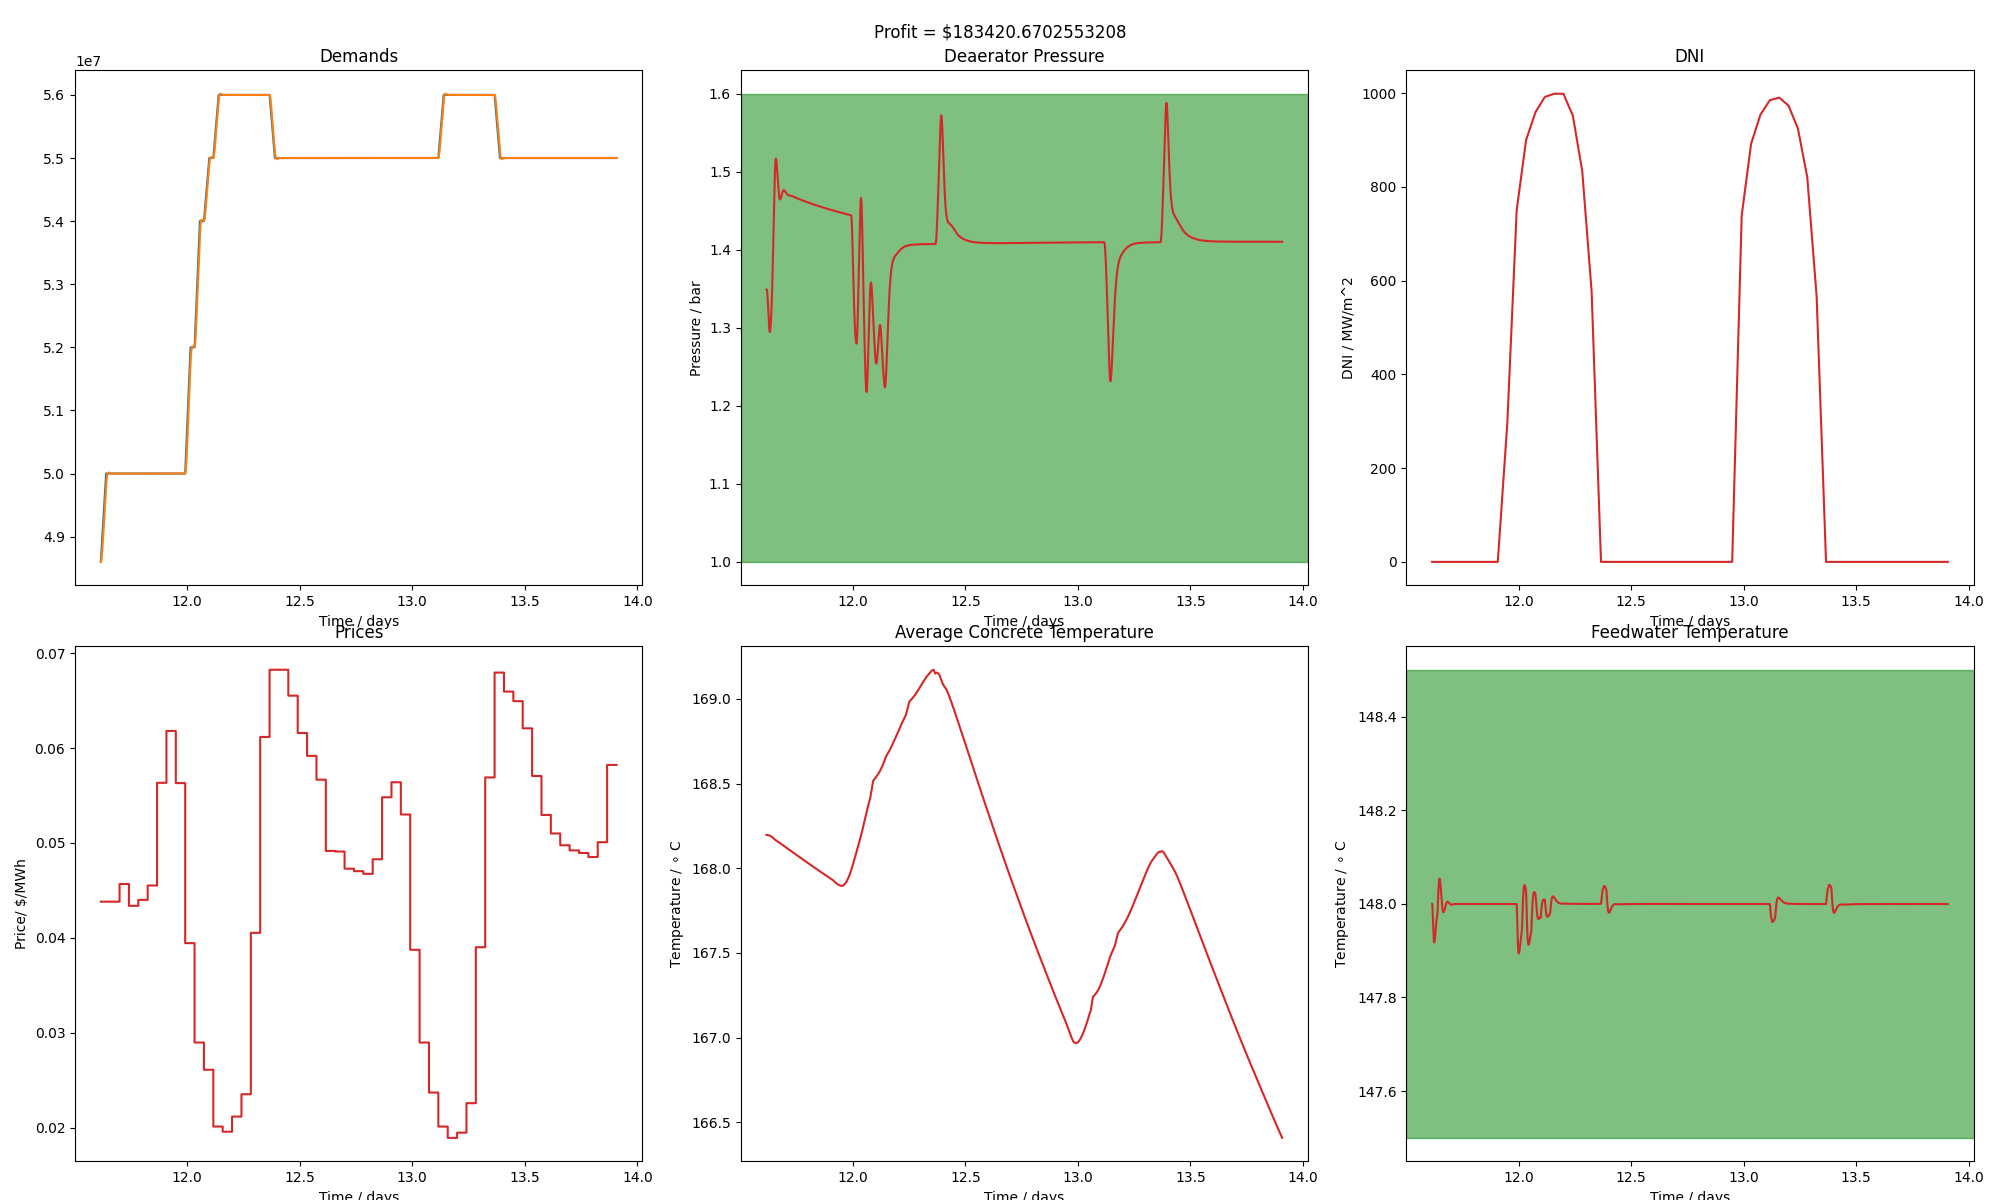 Profit = $183420.6702553208
Demands
1e7
5.6
5.5
5.4
5.3
5.2
5.1
5.0
4.9
12.0 12.5 13.0 13.5 14.0
Time / days
Deaerator Pressure
Pressure / bar
1.6
1.5
1.4
1.3
1.2
1.1
1.0
12.0 12.5 13.0 13.5 14.0
Time / days
DNI
DNI / MW/m^2
1000
800
600
400
200
0
12.0 12.5 13.0 13.5 14.0
Time / days
Prices
Price/ $/MWh
0.07
0.06
0.05
0.04
0.03
0.02
12.0 12.5 13.0 13.5 14.0
Time / days
Average Concrete Temperature
Temperature / ∘ C
169.0
168.5
168.0
167.5
167.0
166.5
12.0 12.5 13.0 13.5 14.0
Time / days
Feedwater Temperature
Temperature / ∘ C
148.4
148.2
148.0
147.8
147.6
12.0 12.5 13.0 13.5 14.0
Time / days